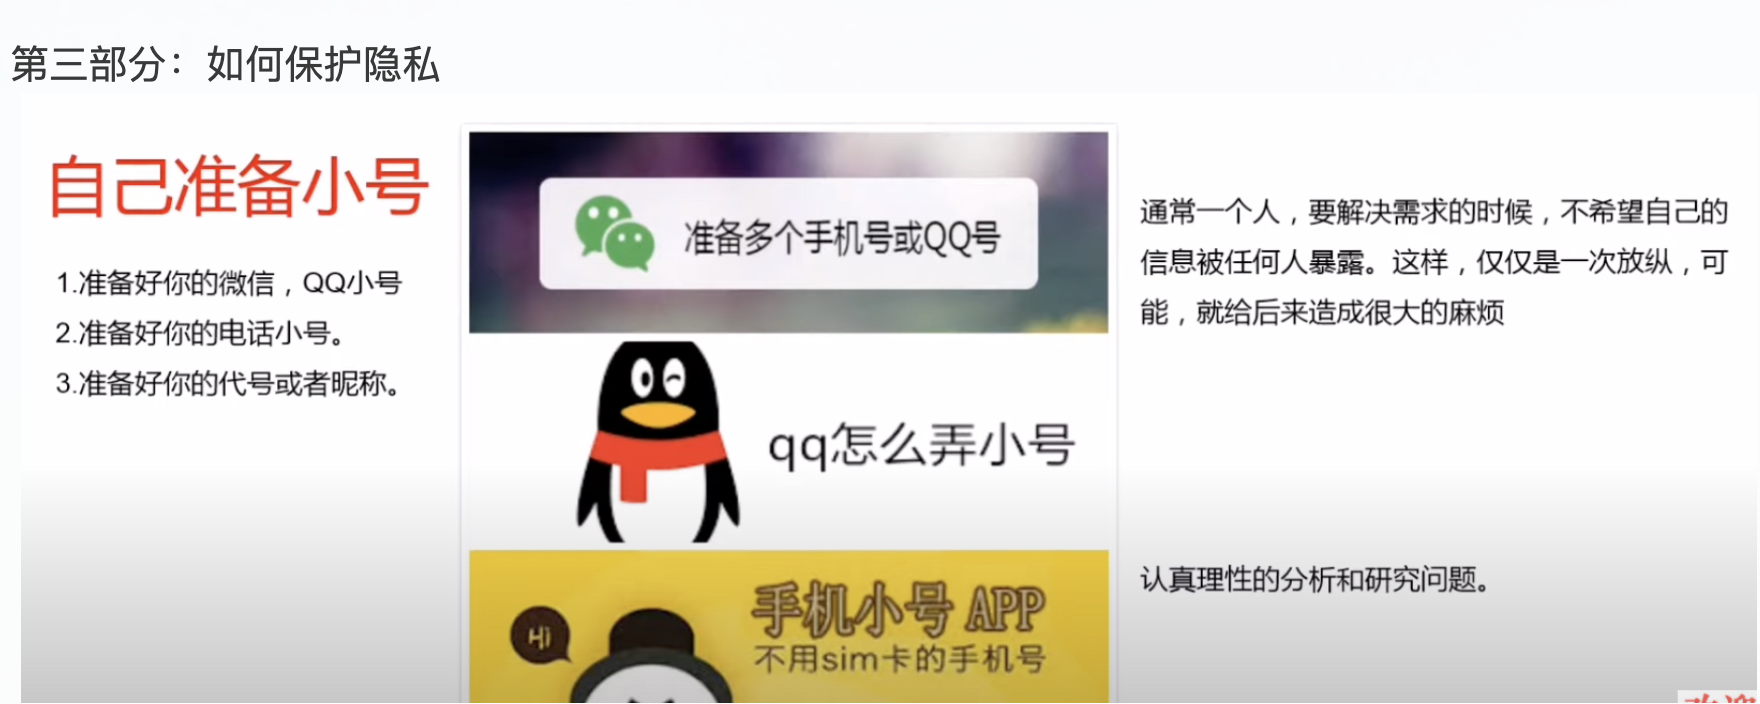 第三部分：如何保护隐私
自己准备小号
1.准备好你的微信，QQ小号
2.准备好你的电话小号。
3.准备好你的代号或者昵称。
准备多个手机号或QQ号
qq怎么弄小号
Hi
手机小号 APP
不用sim卡的手机号
通常一个人，要解决需求的时候，不希望自己的
信息被任何人暴露。这样，仅仅是一次放纵，可
能，就给后来造成很大的麻烦
认真理性的分析和研究问题。